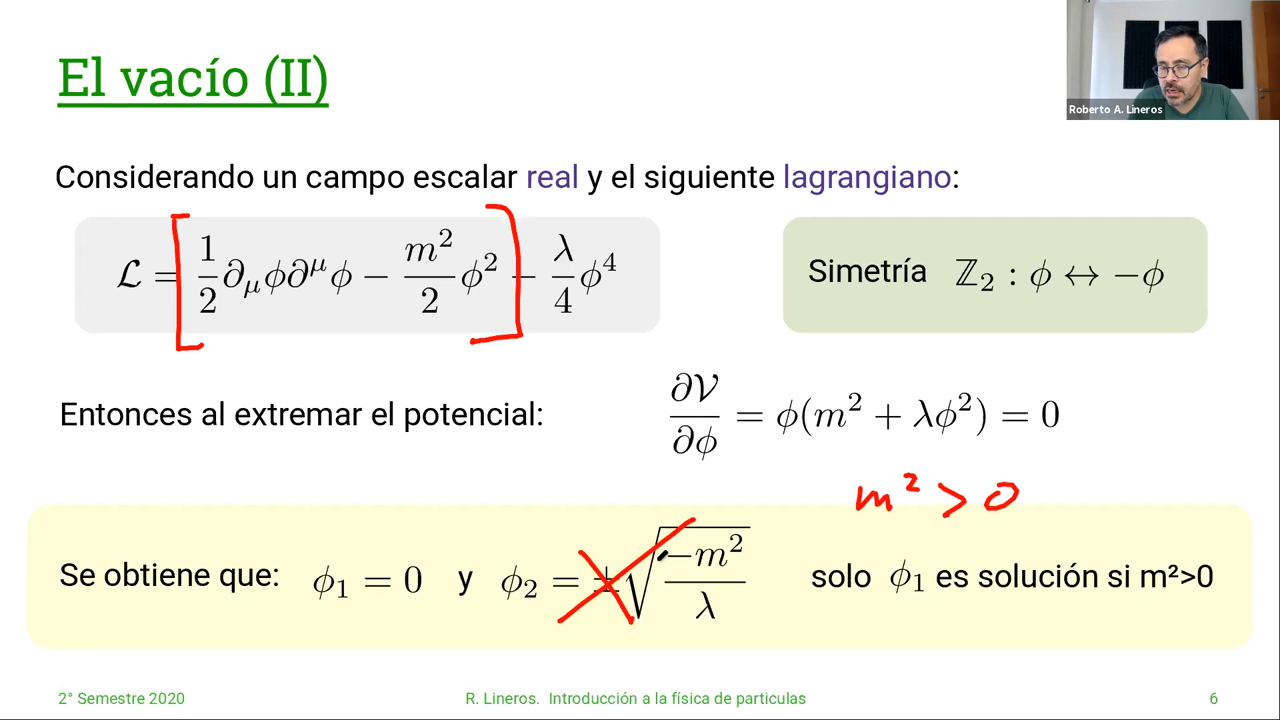 El vacío (II)
Roberto A. Lineros
Considerando un campo escalar real y el siguiente lagrangiano:
ℒ = 1/2 ∂_μϕ∂^μϕ − m²/2 ϕ² − λ/4 ϕ⁴
Simetría ℤ₂ : ϕ ↔ −ϕ
Entonces al extremar el potencial: ∂𝒱/∂ϕ = ϕ(m² + λϕ²) = 0
m² > 0
Se obtiene que: ϕ₁ = 0 y ϕ₂ = ±√(−m²/λ) solo ϕ₁ es solución si m²>0
2° Semestre 2020
R. Lineros. Introducción a la física de particulas
6